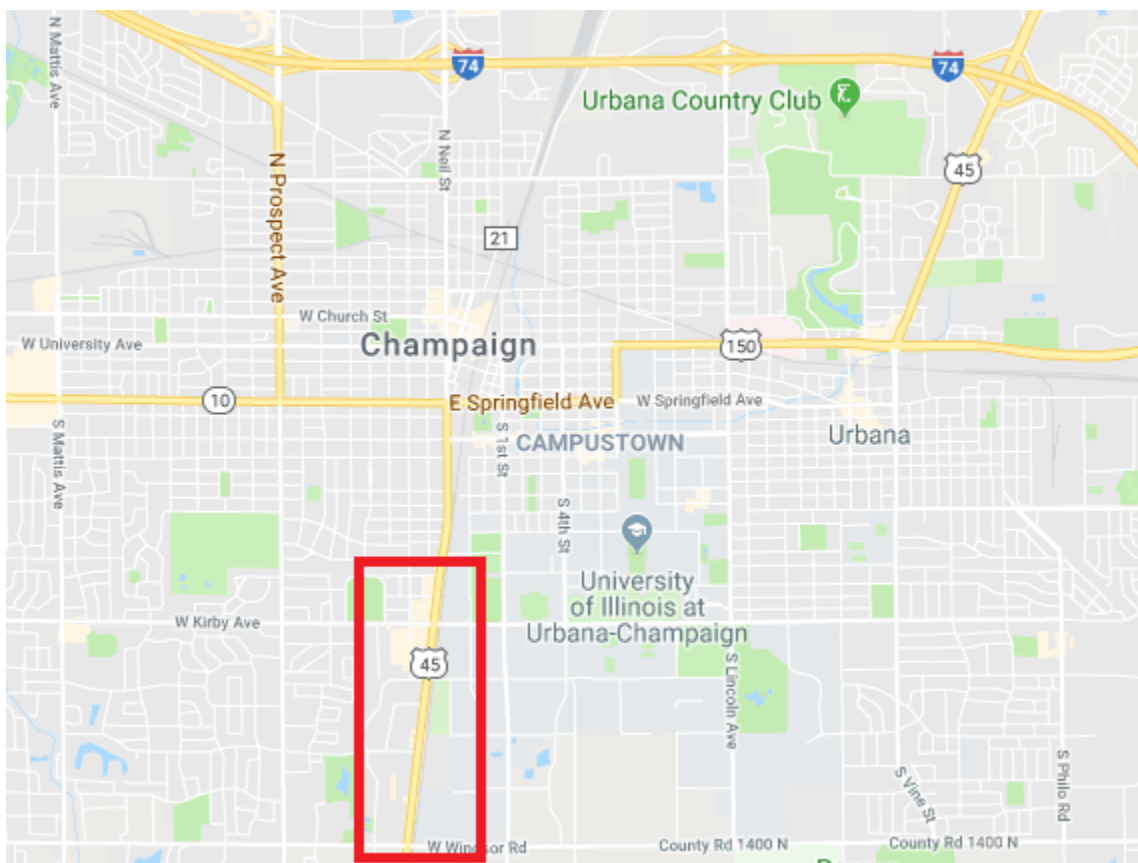 N Mattis Ave
74
74
Urbana Country Club
N Neil St
45
N Prospect Ave
21
W Church St
W University Ave
Champaign
150
10
E Springfield Ave
W Springfield Ave
S Mattis Ave
S 1st St
CAMPUSTOWN
Urbana
S 4th St
University
of Illinois at
Urbana-Champaign
W Kirby Ave
45
S Lincoln Ave
S Vine St
S Philo Rd
W Windsor Rd
County Rd 1400 N
County Rd 1400 N